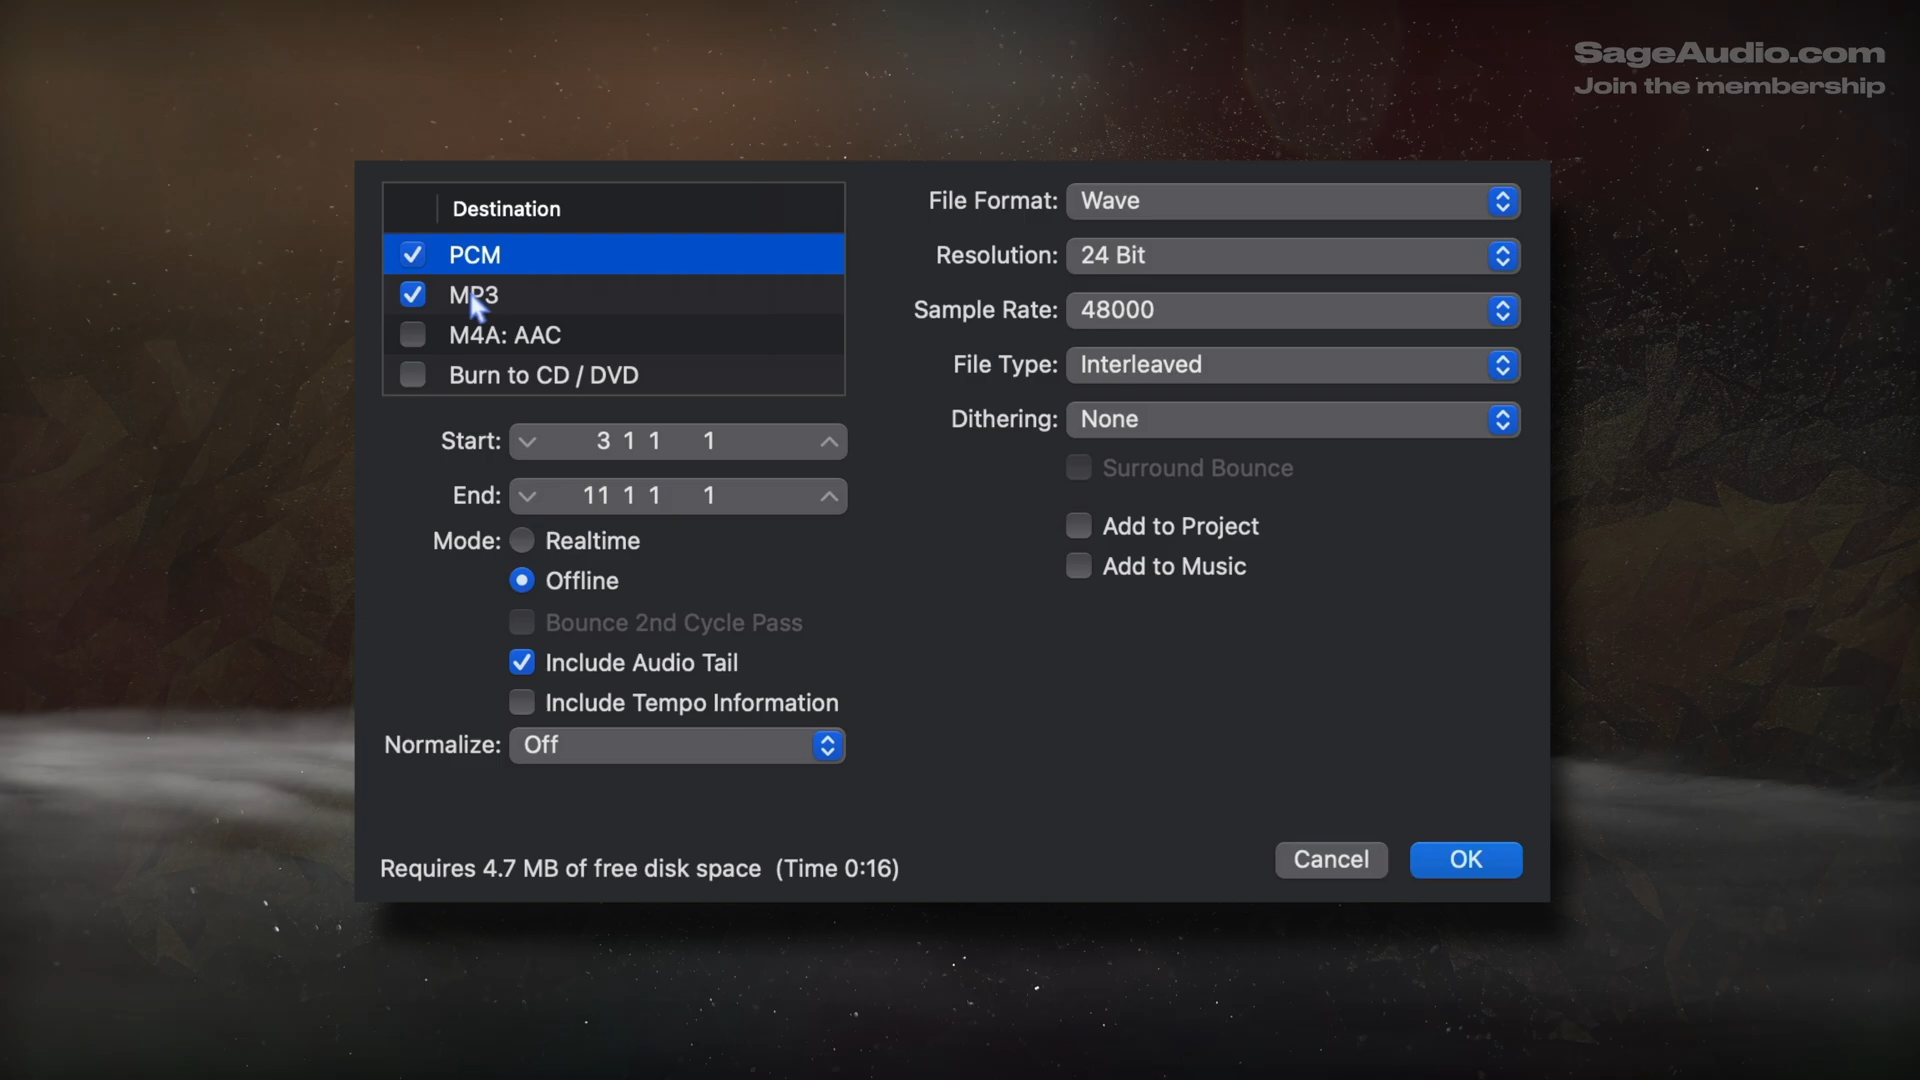 SageAudio.com
Join the membership
Destination
PCM
MP3
M4A: AAC
Burn to CD / DVD
Start: 3 1 1 1
End: 11 1 1 1
Mode: Realtime
Offline
Bounce 2nd Cycle Pass
Include Audio Tail
Include Tempo Information
Normalize: Off
File Format: Wave
Resolution: 24 Bit
Sample Rate: 48000
File Type: Interleaved
Dithering: None
Surround Bounce
Add to Project
Add to Music
Requires 4.7 MB of free disk space (Time 0:16)
Cancel
OK